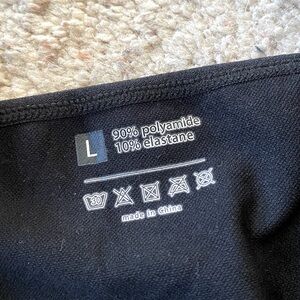 L
90% polyamide
10% elastane
made in China